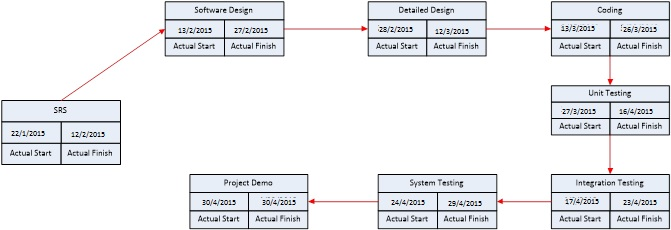 Software Design
13/2/2015 27/2/2015
Actual Start Actual Finish
Detailed Design
28/2/2015 12/3/2015
Actual Start Actual Finish
Coding
13/3/2015 26/3/2015
Actual Start Actual Finish
SRS
22/1/2015 12/2/2015
Actual Start Actual Finish
Unit Testing
27/3/2015 16/4/2015
Actual Start Actual Finish
Project Demo
30/4/2015 30/4/2015
Actual Start Actual Finish
System Testing
24/4/2015 29/4/2015
Actual Start Actual Finish
Integration Testing
17/4/2015 23/4/2015
Actual Start Actual Finish